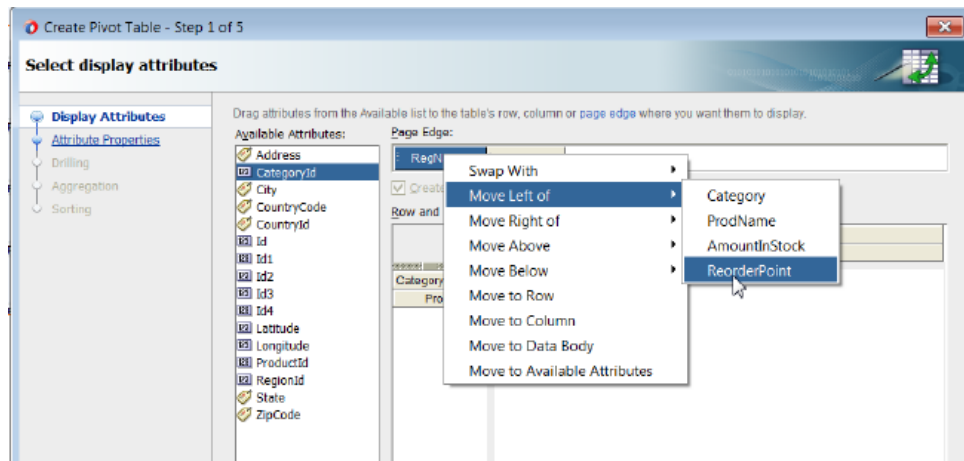 Create Pivot Table - Step 1 of 5
Select display attributes
Display Attributes
Attribute Properties
Drilling
Aggregation
Sorting
Drag attributes from the Available list to the table's row, column or page edge where you want them to display.
Available Attributes:
Address
CategoryId
City
CountryCode
CountryId
Id
Id1
Id2
Id3
Id4
Latitude
Longitude
ProductId
RegionId
State
ZipCode
Page Edge:
RegN
Create
Row and
Category
Pro
Swap With
Move Left of
Move Right of
Move Above
Move Below
Move to Row
Move to Column
Move to Data Body
Move to Available Attributes
Category
ProdName
AmountInStock
ReorderPoint